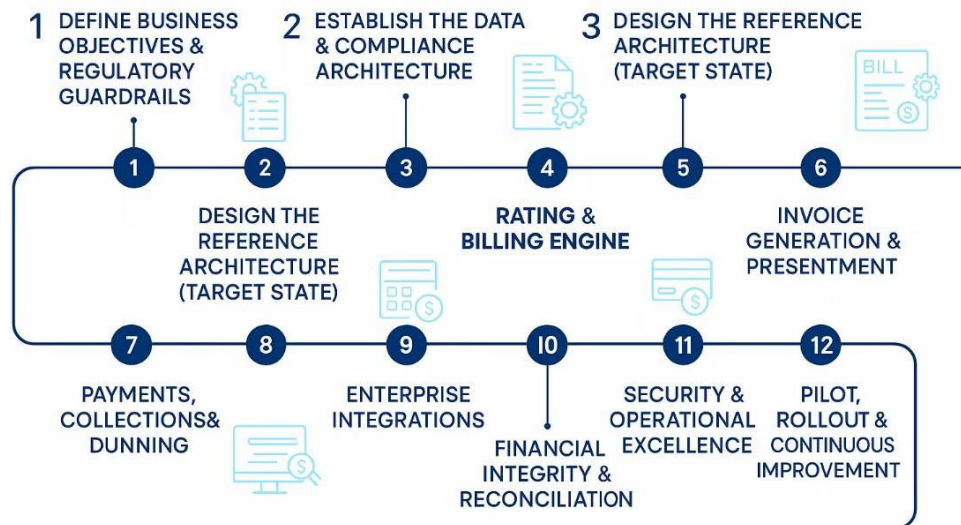 1 DEFINE BUSINESS
OBJECTIVES &
REGULATORY
GUARDRAILS
2 ESTABLISH THE DATA
& COMPLIANCE
ARCHITECTURE
3 DESIGN THE REFERENCE
ARCHITECTURE
(TARGET STATE)
BILL
$
1
2
3
4
5
6
DESIGN THE
REFERENCE
ARCHITECTURE
(TARGET STATE)
RATING &
BILLING ENGINE
INVOICE
GENERATION &
PRESENTMENT
$
$
7
8
9
10
11
12
PAYMENTS,
COLLECTIONS&
DUNNING
$
ENTERPRISE
INTEGRATIONS
FINANCIAL
INTEGRITY &
RECONCILIATION
SECURITY &
OPERATIONAL
EXCELLENCE
PILOT,
ROLLOUT &
CONTINUOUS
IMPROVEMENT